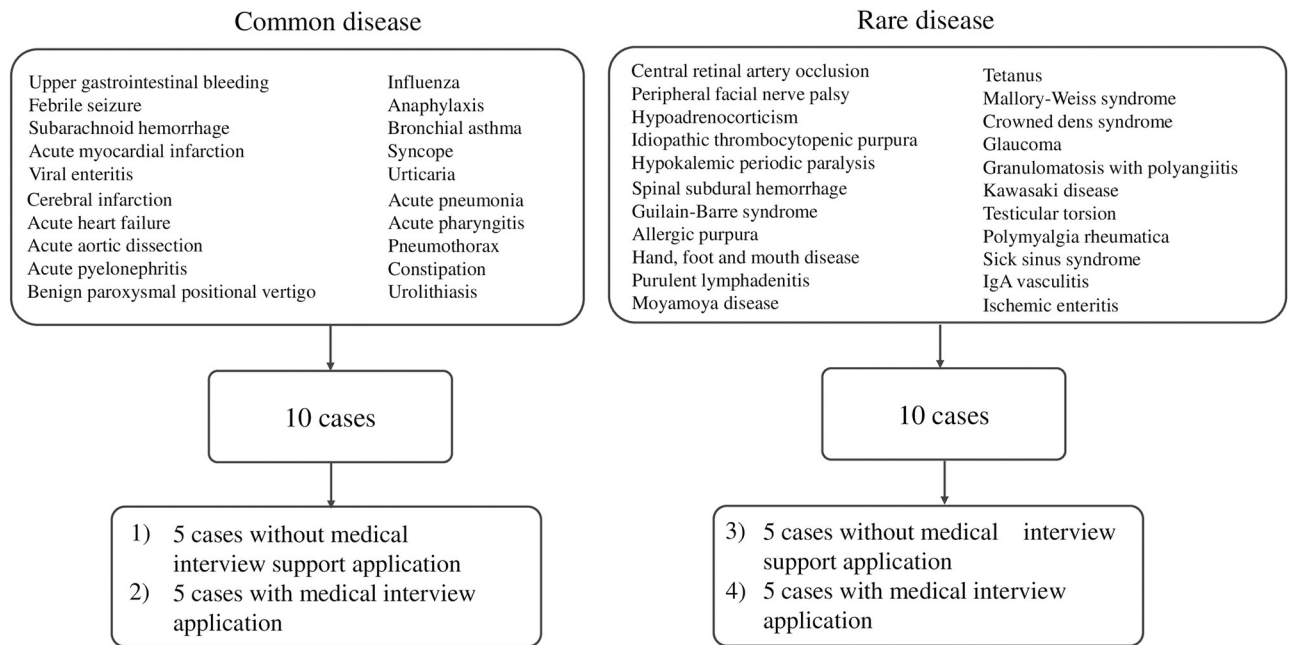 Common disease
Upper gastrointestinal bleeding
Febrile seizure
Subarachnoid hemorrhage
Acute myocardial infarction
Viral enteritis
Cerebral infarction
Acute heart failure
Acute aortic dissection
Acute pyelonephritis
Benign paroxysmal positional vertigo
Influenza
Anaphylaxis
Bronchial asthma
Syncope
Urticaria
Acute pneumonia
Acute pharyngitis
Pneumothorax
Constipation
Urolithiasis
10 cases
1) 5 cases without medical
interview support application
2) 5 cases with medical interview
application
Rare disease
Central retinal artery occlusion
Peripheral facial nerve palsy
Hypoadrenocorticism
Idiopathic thrombocytopenic purpura
Hypokalemic periodic paralysis
Spinal subdural hemorrhage
Guilain-Barre syndrome
Allergic purpura
Hand, foot and mouth disease
Purulent lymphadenitis
Moyamoya disease
Tetanus
Mallory-Weiss syndrome
Crowned dens syndrome
Glaucoma
Granulomatosis with polyangiitis
Kawasaki disease
Testicular torsion
Polymyalgia rheumatica
Sick sinus syndrome
IgA vasculitis
Ischemic enteritis
10 cases
3) 5 cases without medical interview
support application
4) 5 cases with medical interview
application